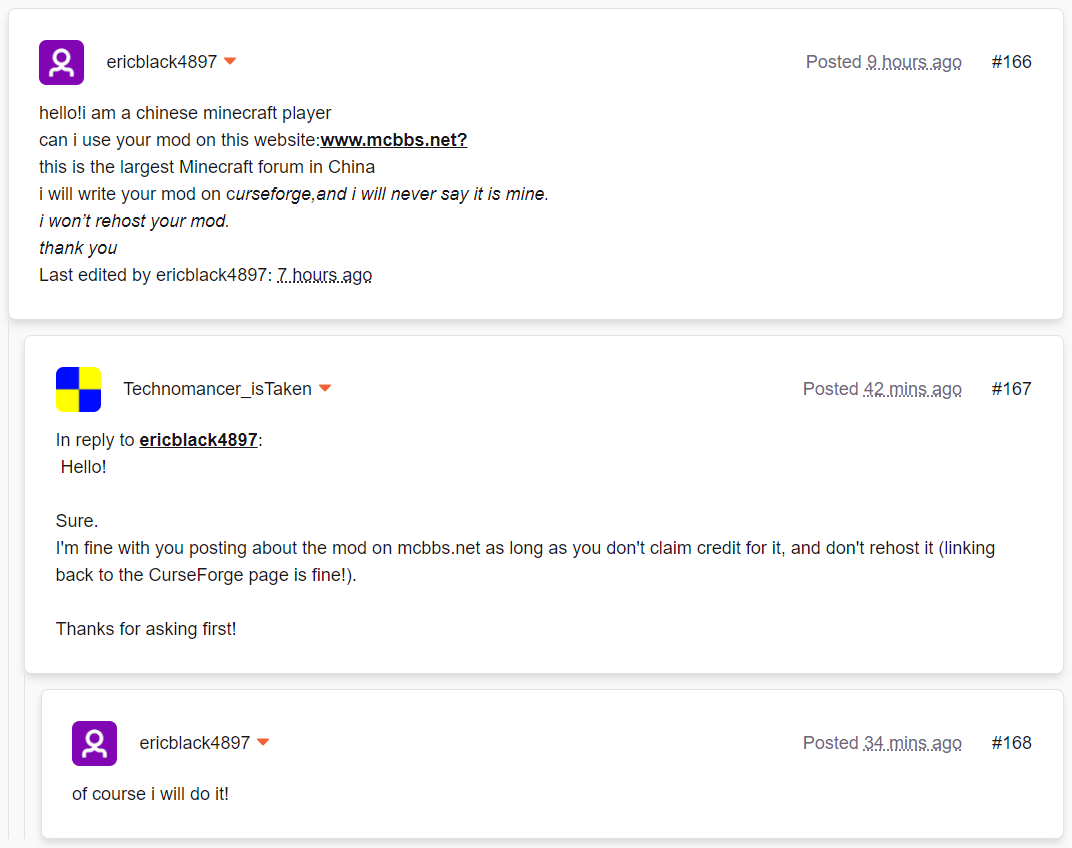 ericblack4897
Posted 9 hours ago
#166
hello!i am a chinese minecraft player
can i use your mod on this website:www.mcbbs.net?
this is the largest Minecraft forum in China
i will write your mod on curseforge,and i will never say it is mine.
i won’t rehost your mod.
thank you
Last edited by ericblack4897: 7 hours ago
Technomancer_isTaken
Posted 42 mins ago
#167
In reply to ericblack4897:
Hello!
Sure.
I'm fine with you posting about the mod on mcbbs.net as long as you don't claim credit for it, and don't rehost it (linking
back to the CurseForge page is fine!).
Thanks for asking first!
ericblack4897
Posted 34 mins ago
#168
of course i will do it!